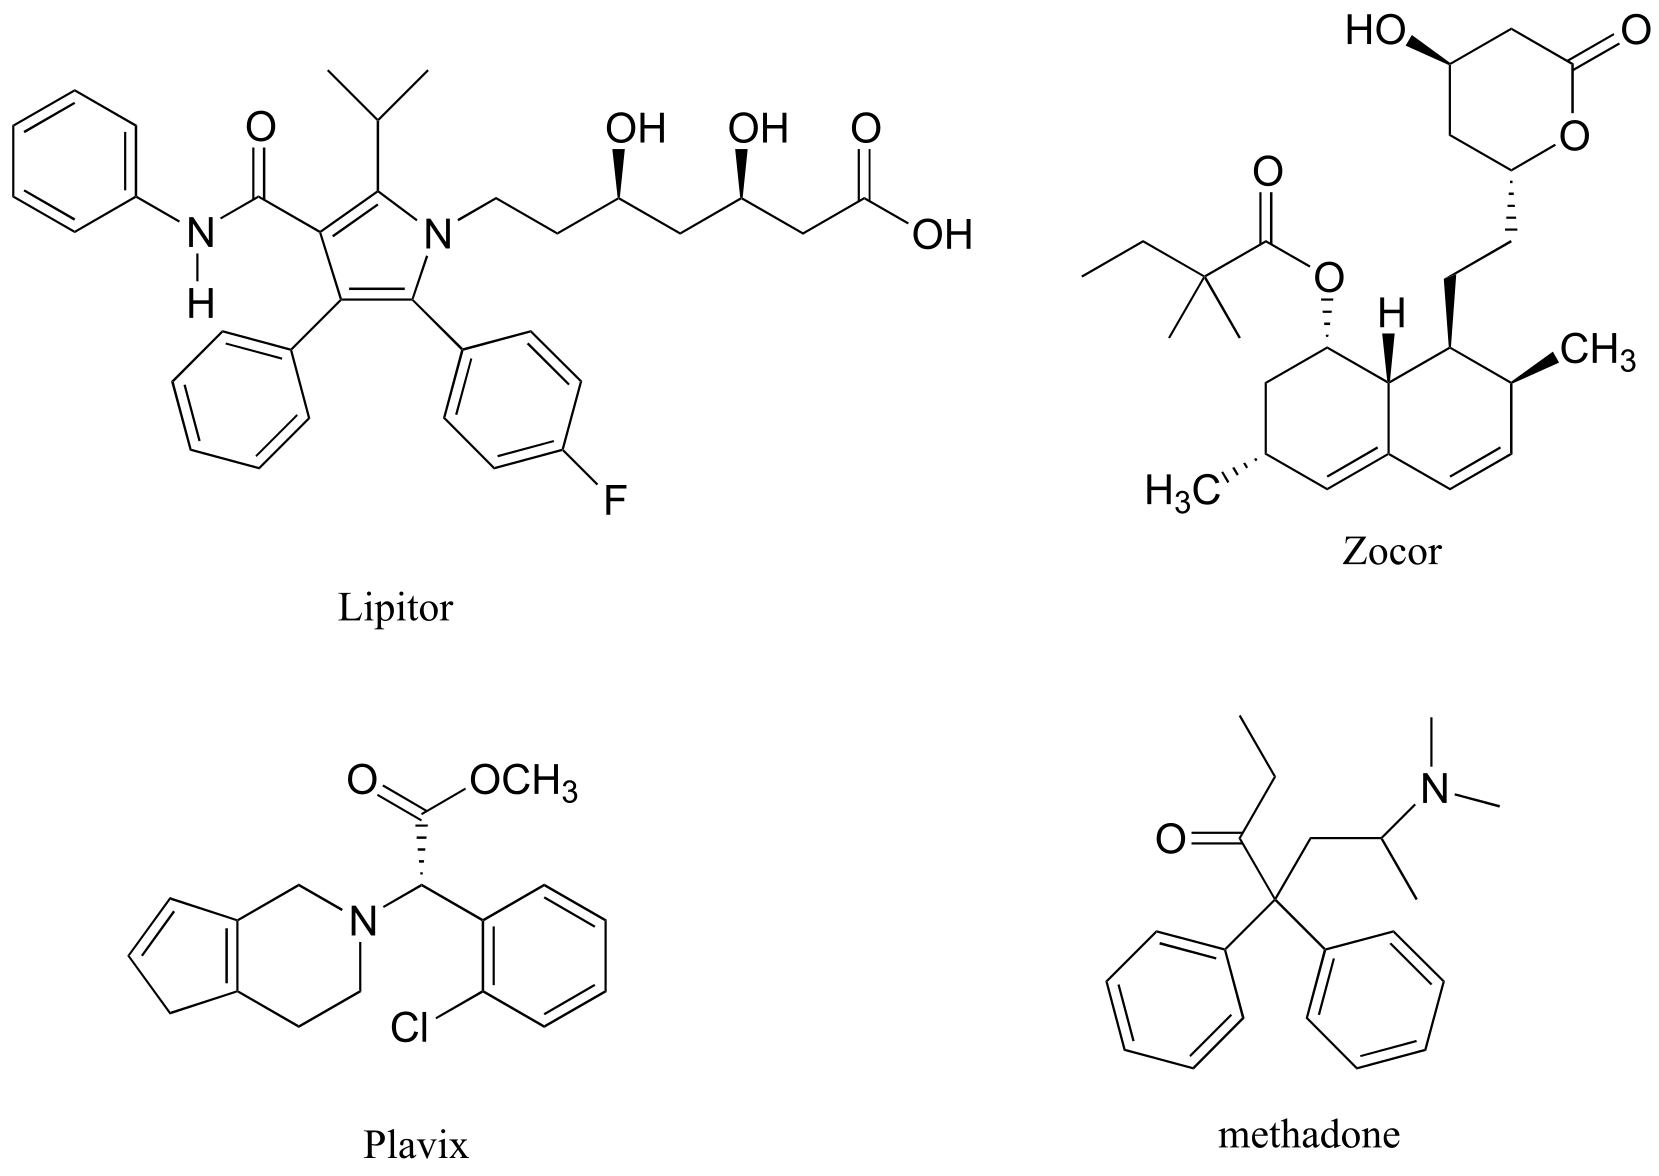 HO
O
O
OH
OH
O
O
N
H
N
OH
O
O
H
CH₃
F
H₃C
Zocor
Lipitor
O
OCH₃
N
O
N
Cl
Plavix
methadone